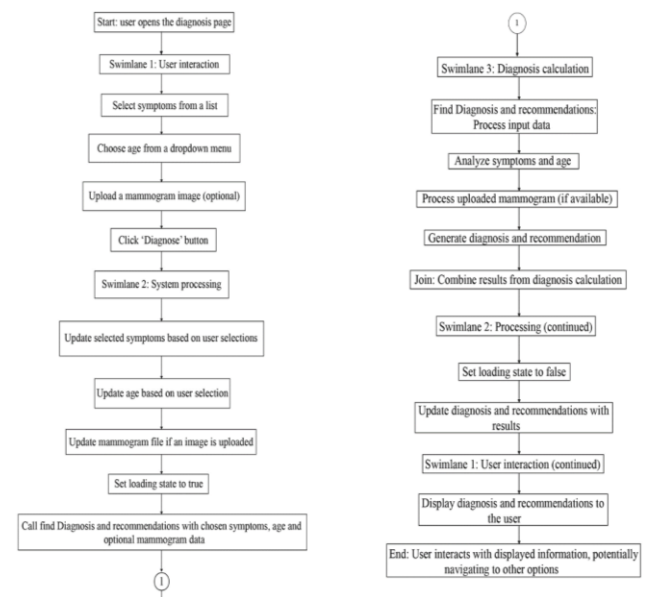 Start: user opens the diagnosis page
Swimlane 1: User interaction
Select symptoms from a list
Choose age from a dropdown menu
Upload a mammogram image (optional)
Click ‘Diagnose’ button
Swimlane 2: System processing
Update selected symptoms based on user selections
Update age based on user selection
Update mammogram file if an image is uploaded
Set loading state to true
Call find Diagnosis and recommendations with chosen symptoms, age and
optional mammogram data
1
1
Swimlane 3: Diagnosis calculation
Find Diagnosis and recommendations:
Process input data
Analyze symptoms and age
Process uploaded mammogram (if available)
Generate diagnosis and recommendation
Join: Combine results from diagnosis calculation
Swimlane 2: Processing (continued)
Set loading state to false
Update diagnosis and recommendations with
results
Swimlane 1: User interaction (continued)
Display diagnosis and recommendations to
the user
End: User interacts with displayed information, potentially
navigating to other options